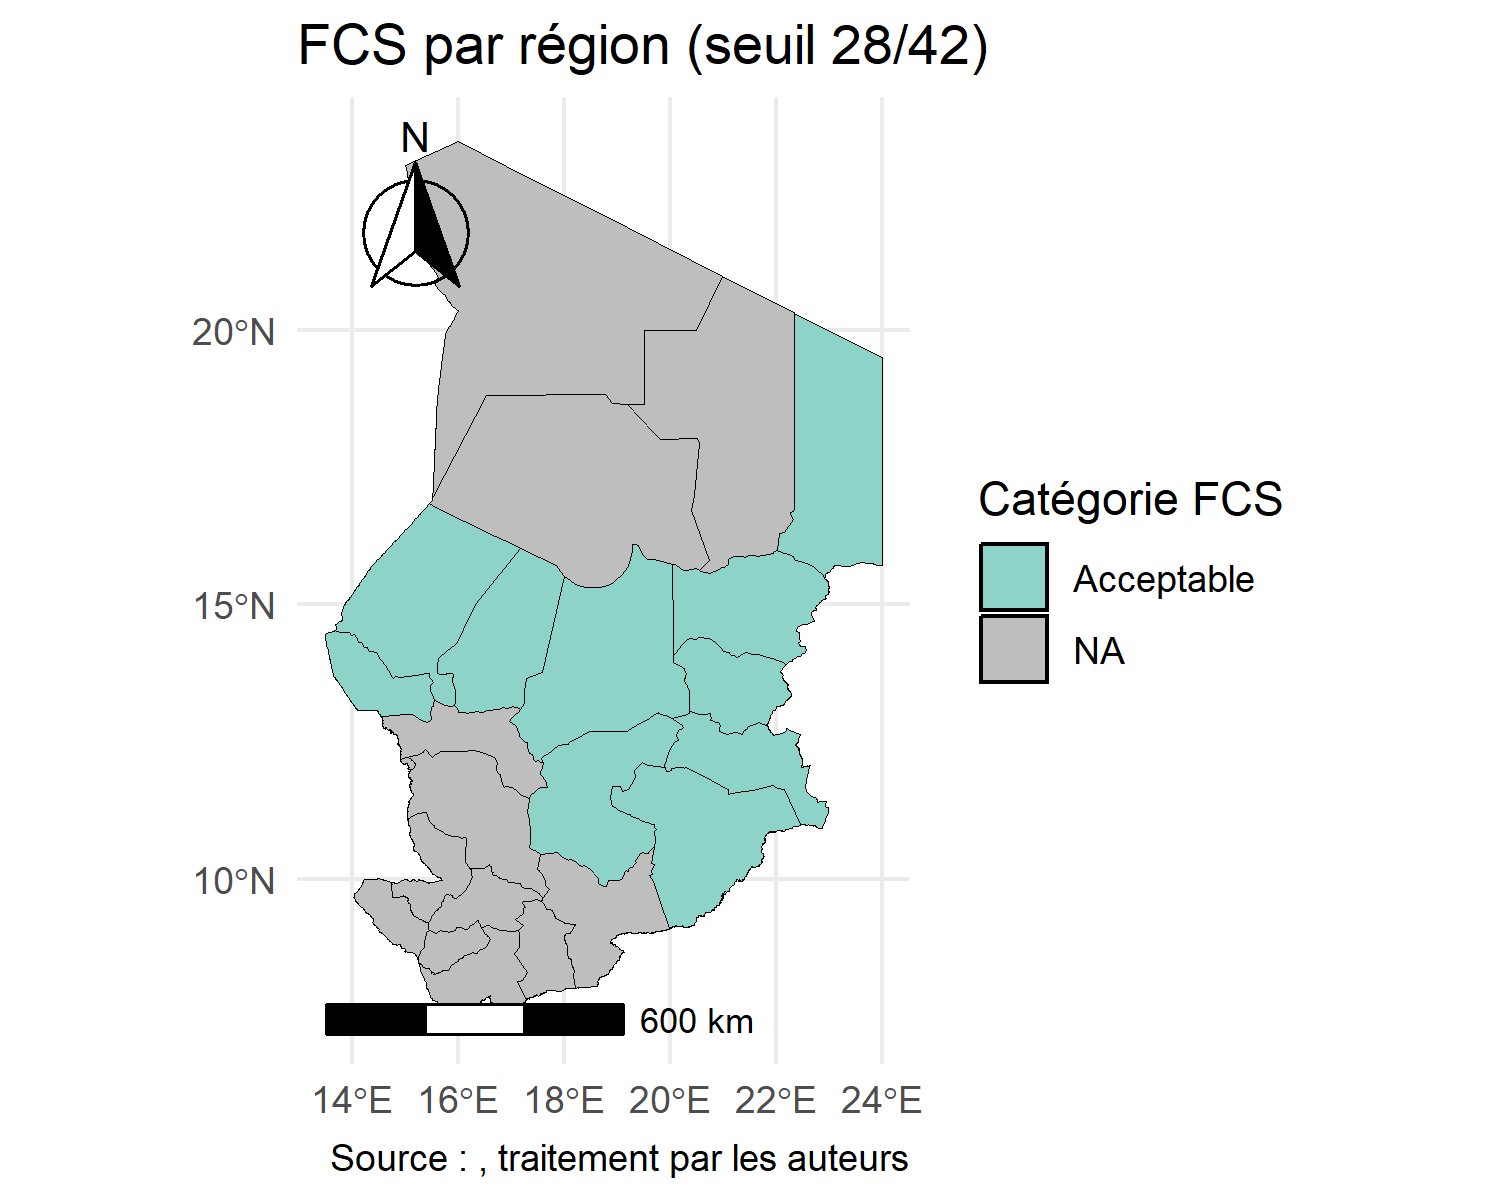 FCS par région (seuil 28/42)
N
20°N
15°N
10°N
Catégorie FCS
Acceptable
NA
600 km
14°E 16°E 18°E 20°E 22°E 24°E
Source : , traitement par les auteurs